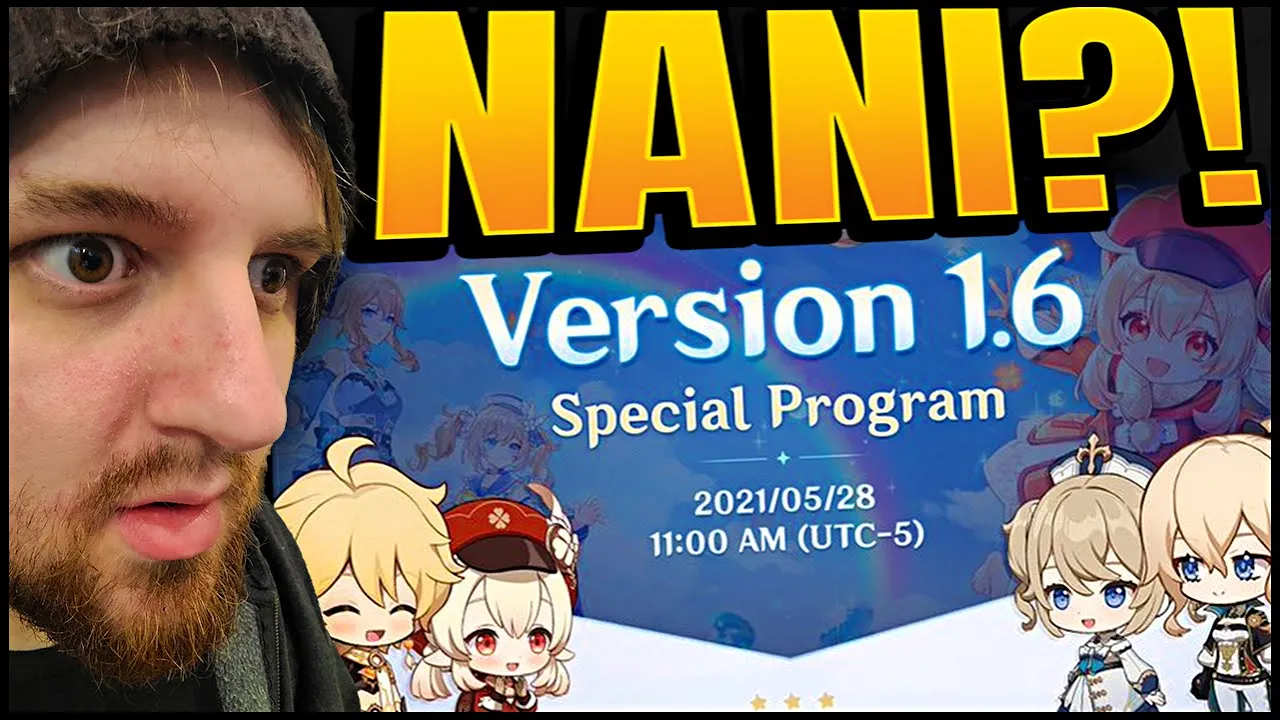 NANI?!
Version 1.6
Special Program
2021/05/28
11:00 AM (UTC-5)